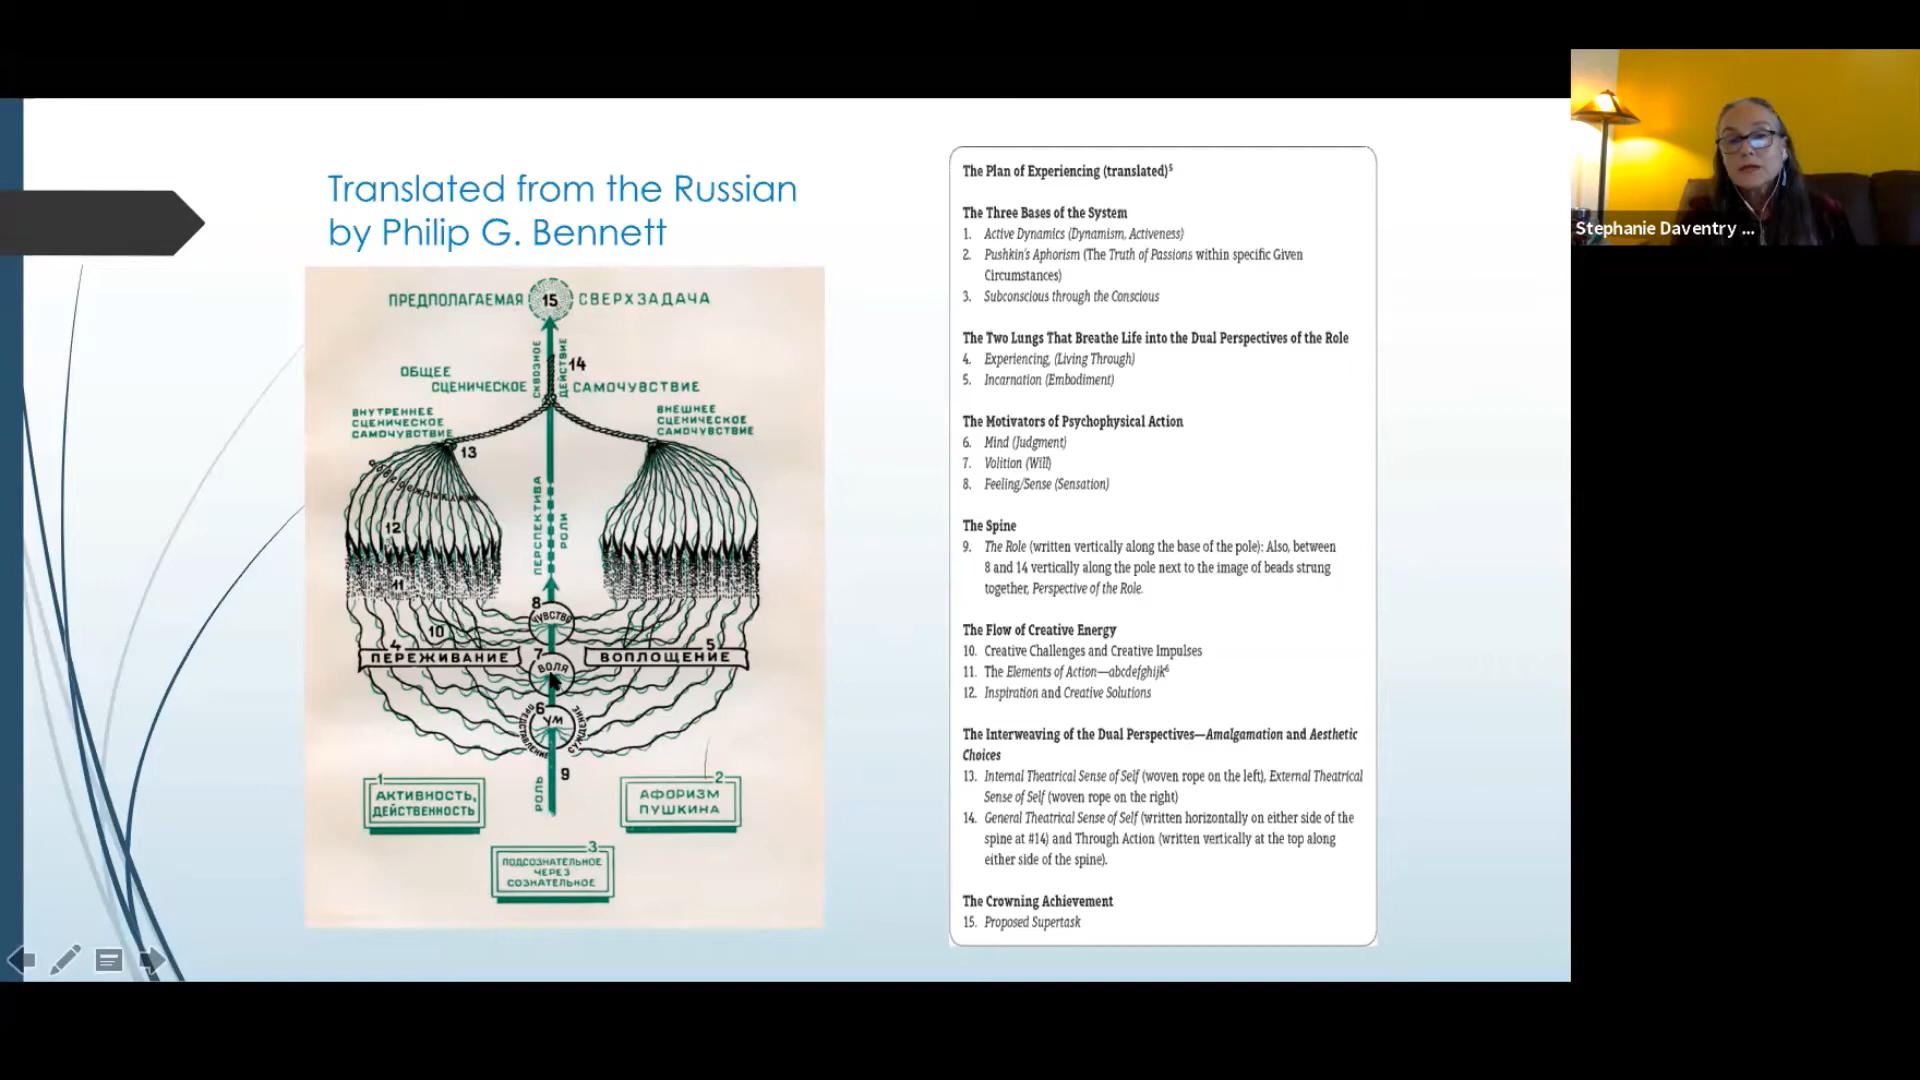 Translated from the Russian
by Philip G. Bennett
ПРЕДПОЛАГАЕМАЯ 15 СВЕРХЗАДАЧА
СКВОЗНОЕ
ДЕЙСТВИЕ
14
ОБЩЕЕ
СЦЕНИЧЕСКОЕ САМОЧУВСТВИЕ
ВНУТРЕННЕЕ
СЦЕНИЧЕСКОЕ
САМОЧУВСТВИЕ
ВНЕШНЕЕ
СЦЕНИЧЕСКОЕ
САМОЧУВСТВИЕ
13
12
11
ПЕРСПЕКТИВА
РОЛИ
8
ЧУВСТВО
10
4
ПЕРЕЖИВАНИЕ
7
ВОЛЯ
5
ВОПЛОЩЕНИЕ
6
УМ
ПРЕДСТАВЛЕНИЕ
СУЖДЕНИЕ
9
РОЛЬ
1
АКТИВНОСТЬ,
ДЕЙСТВЕННОСТЬ
2
АФОРИЗМ
ПУШКИНА
3
ПОДСОЗНАТЕЛЬНОЕ
ЧЕРЕЗ
СОЗНАТЕЛЬНОЕ
The Plan of Experiencing (translated)⁵
The Three Bases of the System
1. Active Dynamics (Dynamism, Activeness)
2. Pushkin's Aphorism (The Truth of Passions within specific Given
Circumstances)
3. Subconscious through the Conscious
The Two Lungs That Breathe Life into the Dual Perspectives of the Role
4. Experiencing, (Living Through)
5. Incarnation (Embodiment)
The Motivators of Psychophysical Action
6. Mind (Judgment)
7. Volition (Will)
8. Feeling/Sense (Sensation)
The Spine
9. The Role (written vertically along the base of the pole): Also, between
8 and 14 vertically along the pole next to the image of beads strung
together, Perspective of the Role.
The Flow of Creative Energy
10. Creative Challenges and Creative Impulses
11. The Elements of Action—abcdefghijk⁶
12. Inspiration and Creative Solutions
The Interweaving of the Dual Perspectives—Amalgamation and Aesthetic
Choices
13. Internal Theatrical Sense of Self (woven rope on the left), External Theatrical
Sense of Self (woven rope on the right)
14. General Theatrical Sense of Self (written horizontally on either side of the
spine at #14) and Through Action (written vertically at the top along
either side of the spine).
The Crowning Achievement
15. Proposed Supertask
Stephanie Daventry ...